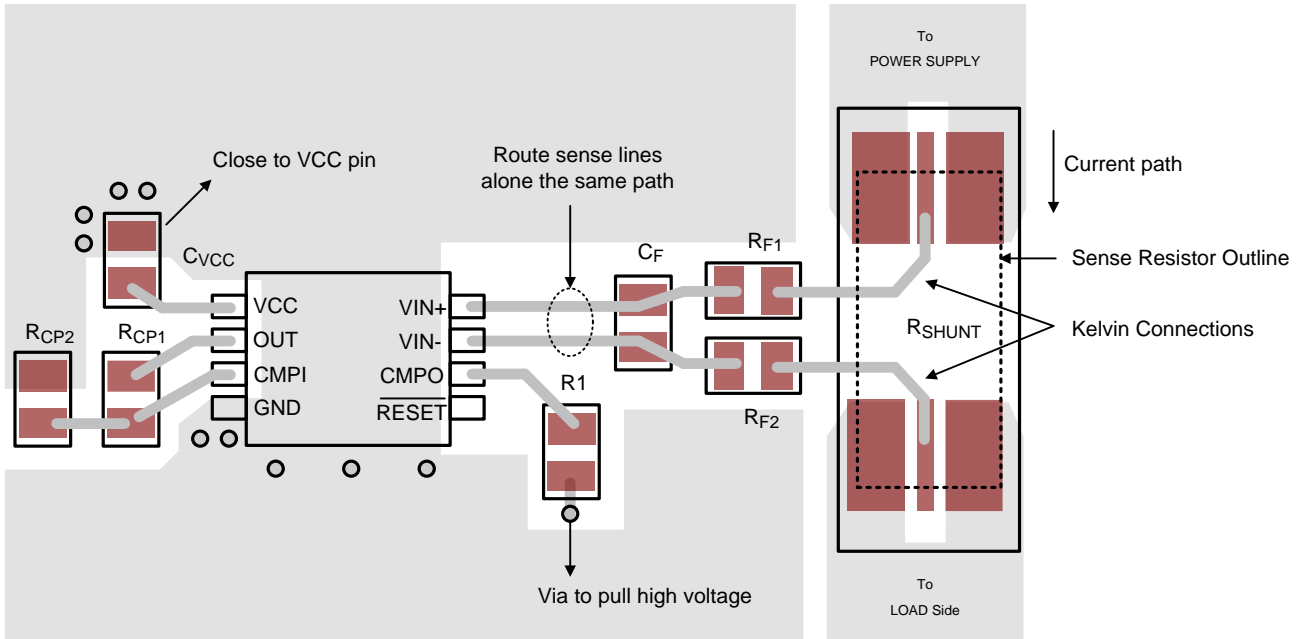 To
POWER SUPPLY
Close to VCC pin
Route sense lines
alone the same path
Current path
CVCC
CF
RF1
Sense Resistor Outline
VCC
VIN+
RCP2
RCP1
OUT
VIN-
RSHUNT
Kelvin Connections
CMPI
CMPO
R1
GND
RESET
RF2
Via to pull high voltage
To
LOAD Side